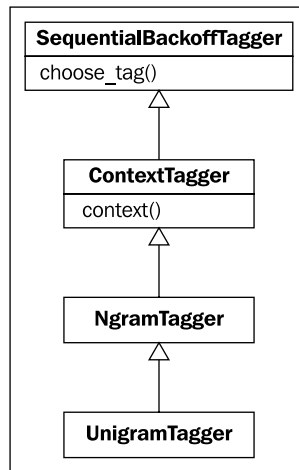 SequentialBackoffTagger
choose_tag()
ContextTagger
context()
NgramTagger
UnigramTagger